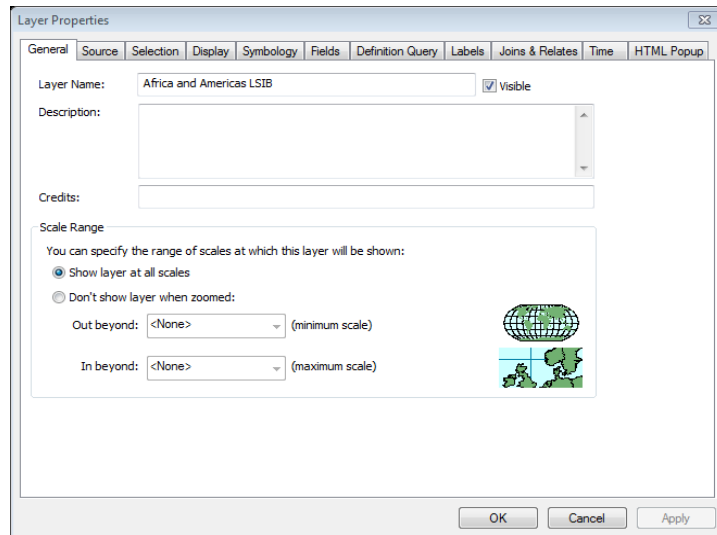 Layer Properties
General Source Selection Display Symbology Fields Definition Query Labels Joins & Relates Time HTML Popup
Layer Name: Africa and Americas LSIB Visible
Description:
Credits:
Scale Range
You can specify the range of scales at which this layer will be shown:
Show layer at all scales
Don't show layer when zoomed:
Out beyond: <None> (minimum scale)
In beyond: <None> (maximum scale)
OK Cancel Apply